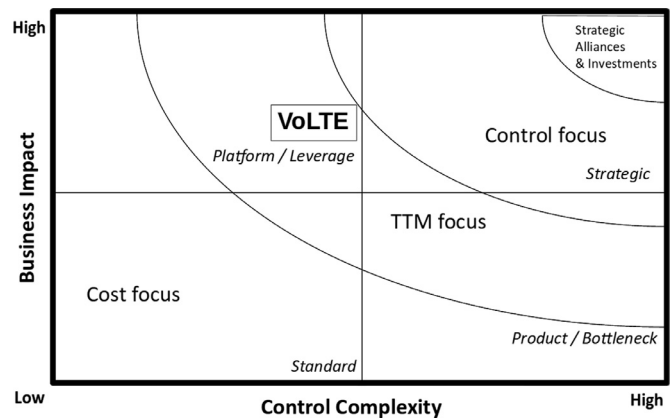 High
Strategic
Alliances
& Investments
VoLTE
Control focus
Platform / Leverage
Strategic
Business Impact
TTM focus
Cost focus
Product / Bottleneck
Standard
Low
Control Complexity
High